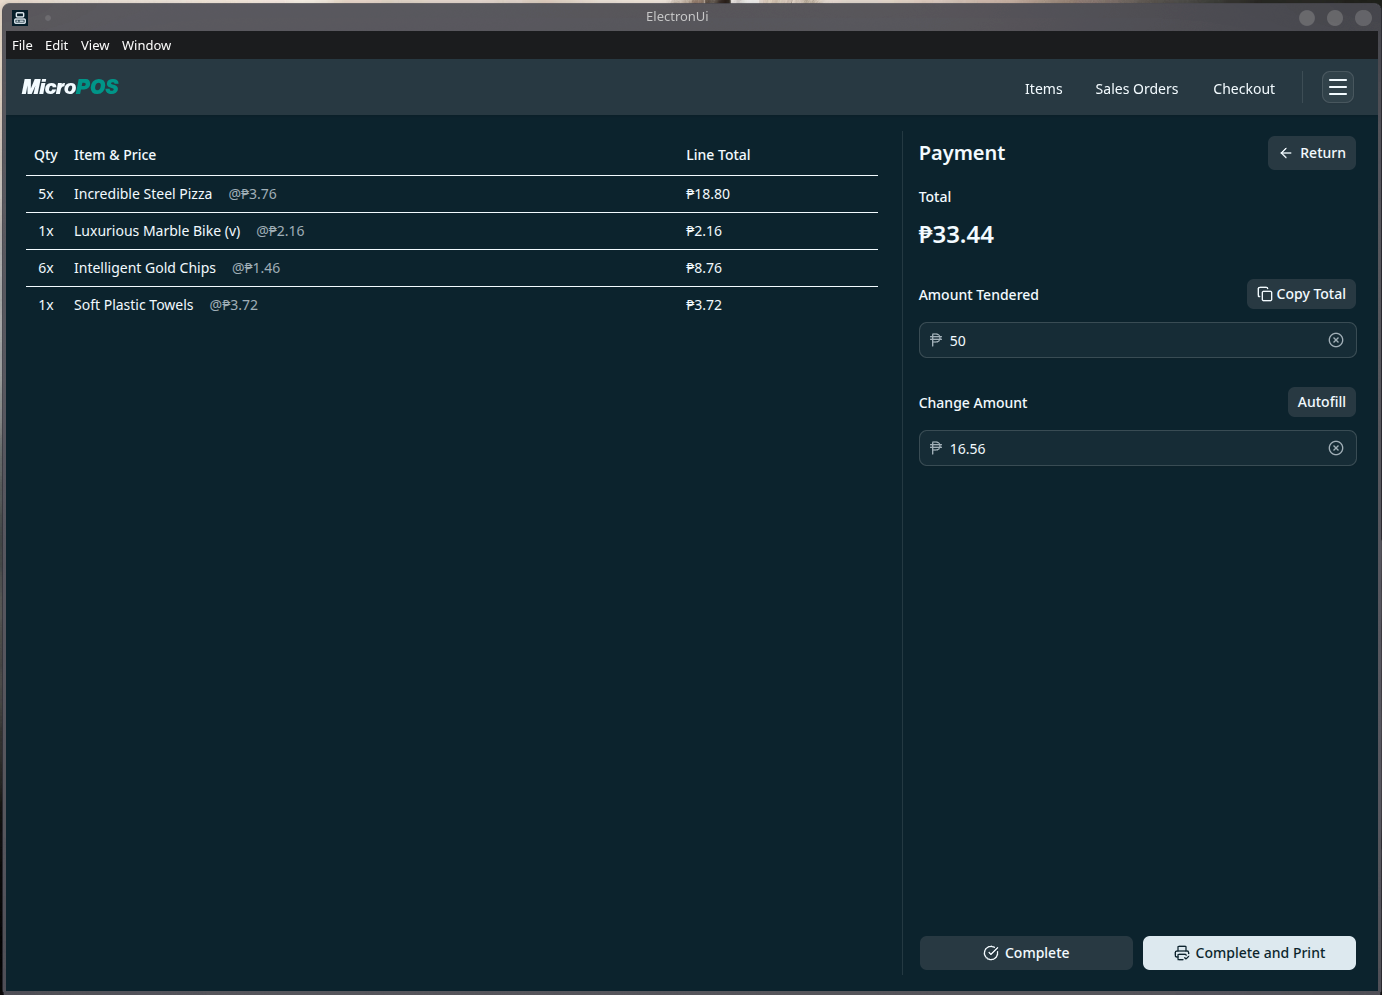 ElectronUi
File Edit View Window
MicroPOS
Items Sales Orders Checkout
Qty Item & Price Line Total
5x Incredible Steel Pizza @₱3.76 ₱18.80
1x Luxurious Marble Bike (v) @₱2.16 ₱2.16
6x Intelligent Gold Chips @₱1.46 ₱8.76
1x Soft Plastic Towels @₱3.72 ₱3.72
Payment
Return
Total
₱33.44
Amount Tendered
Copy Total
₱ 50
Change Amount
Autofill
₱ 16.56
Complete
Complete and Print